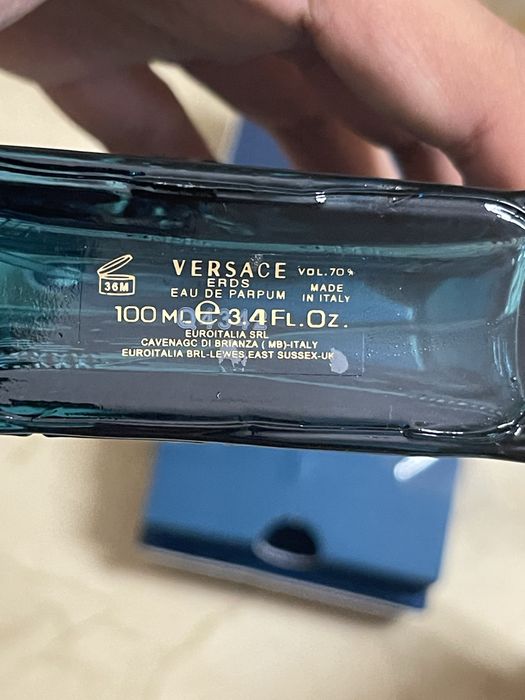 36M
VERSACE VOL.70%
ERDS
EAU DE PARFUM
MADE
IN ITALY
100 ML e 3.4 FL.OZ.
EUROITALIA SRL
CAVENAGC DI BRIANZA ( MB)-ITALY
EUROITALIA BRL-LEWES,EAST SUSSEX-UK